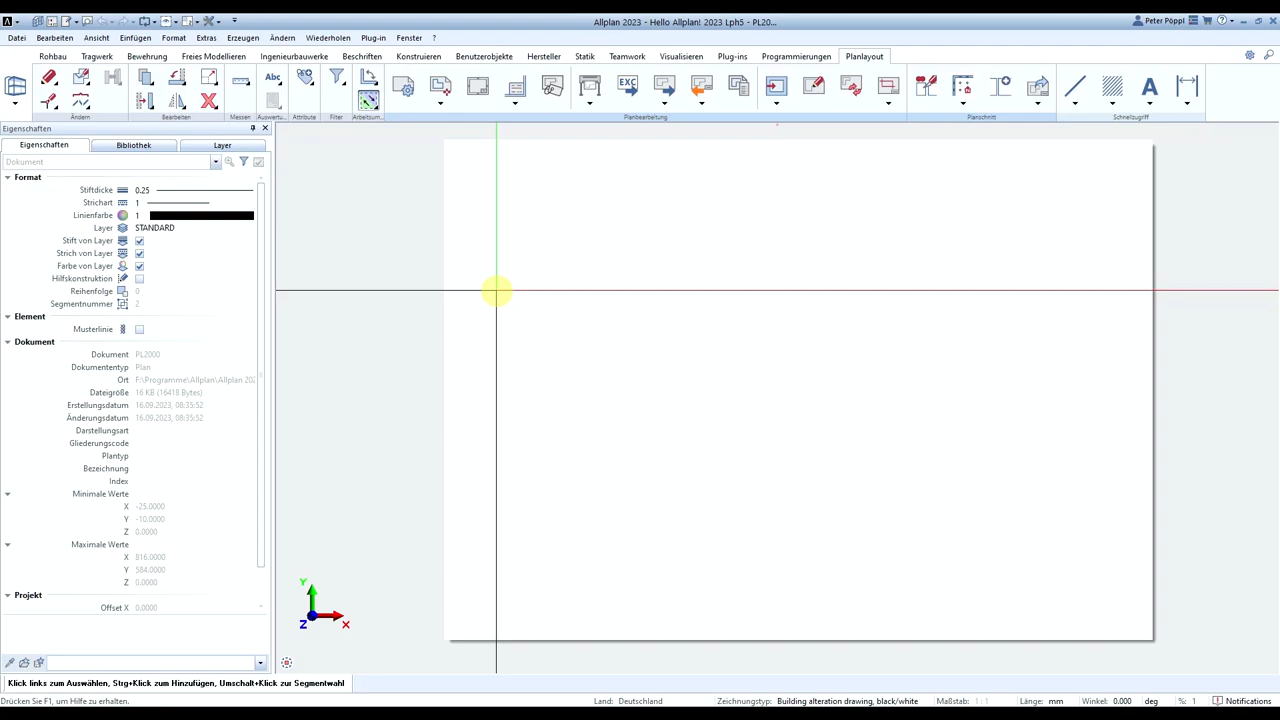 Allplan 2023 - Hello Allplan! 2023 Lph5 - PL20...
Peter Pöppl
Datei Bearbeiten Ansicht Einfügen Format Extras Erzeugen Ändern Wiederholen Plug-in Fenster ?
Rohbau Tragwerk Bewehrung Freies Modellieren Ingenieurbauwerke Beschriften Konstruieren Benutzerobjekte Hersteller Statik Teamwork Visualisieren Plug-ins Programmierungen Planlayout
Abc
EXC
A
Ändern Bearbeiten Messen Auswertu... Attribute Filter Arbeitsum... Planbearbeitung Planschnitt Schnellzugriff
Eigenschaften
Eigenschaften Bibliothek Layer
Dokument
Format
Stiftdicke 0.25
Strichart 1
Linienfarbe 1
Layer STANDARD
Stift von Layer
Strich von Layer
Farbe von Layer
Hilfskonstruktion
Reihenfolge 0
Segmentnummer 2
Element
Musterlinie
Dokument
Dokument PL2000
Dokumententyp Plan
Ort F:\Programme\Allplan\Allplan 202
Dateigröße 16 KB (16418 Bytes)
Erstellungsdatum 16.09.2023, 08:35:52
Änderungsdatum 16.09.2023, 08:35:52
Darstellungsart
Gliederungscode
Plantyp
Bezeichnung
Index
Minimale Werte
X -25.0000
Y -10.0000
Z 0.0000
Maximale Werte
X 816.0000
Y 584.0000
Z 0.0000
Projekt
Offset X 0.0000
Y
Z
X
Klick links zum Auswählen, Strg+Klick zum Hinzufügen, Umschalt+Klick zur Segmentwahl
Drücken Sie F1, um Hilfe zu erhalten. Land: Deutschland Zeichnungstyp: Building alteration drawing, black/white Maßstab: 1 : 1 Länge: mm Winkel: 0.000 deg %: 1 Notifications